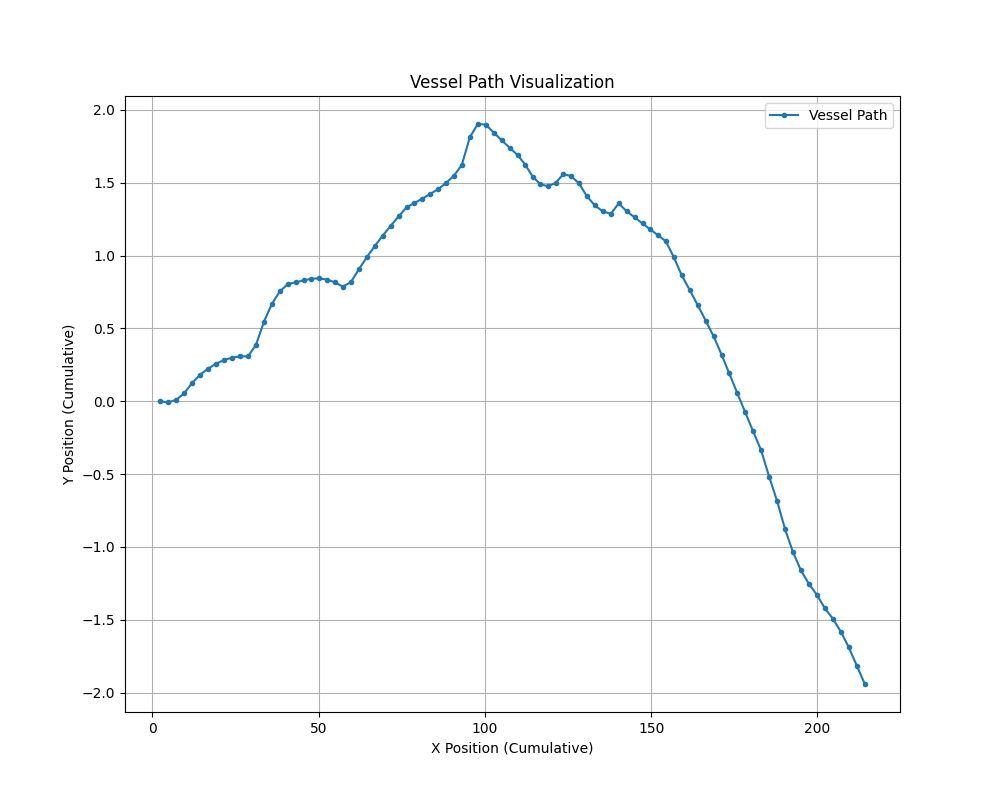 Vessel Path Visualization
Vessel Path
2.0
1.5
1.0
0.5
0.0
−0.5
−1.0
−1.5
−2.0
Y Position (Cumulative)
0 50 100 150 200
X Position (Cumulative)